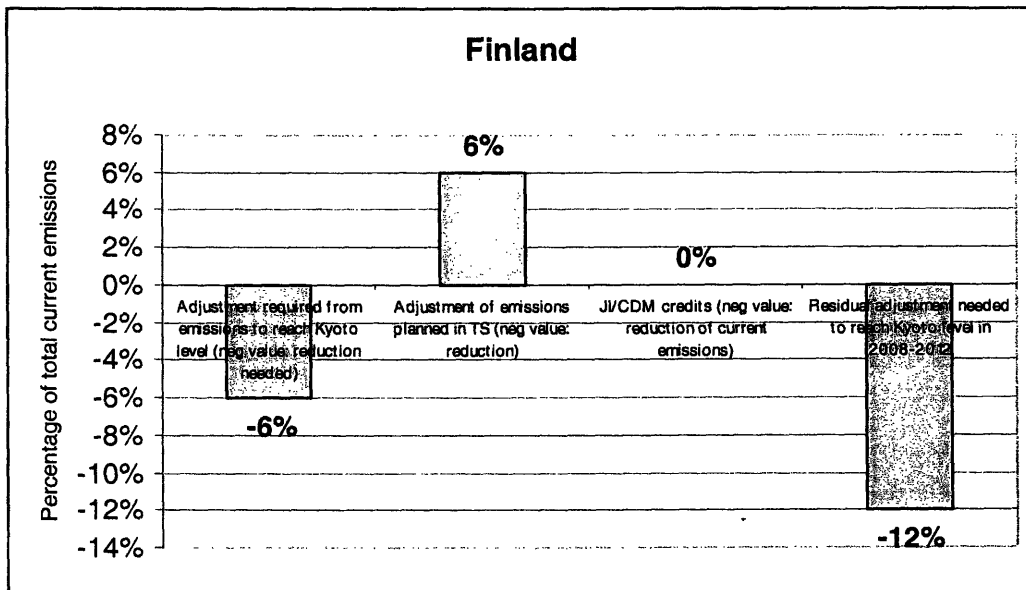 Finland
Percentage of total current emissions
8%
6%
4%
2%
0%
-2%
-4%
-6%
-8%
-10%
-12%
-14%
6%
0%
-6%
-12%
Adjustment required from
emissions to reach Kyoto
level (neg value: reduction
needed)
Adjustment of emissions
planned in TS (neg value:
reduction)
JI/CDM credits (neg value:
reduction of current
emissions)
Residual adjustment needed
to reach Kyoto level in
2008-2012